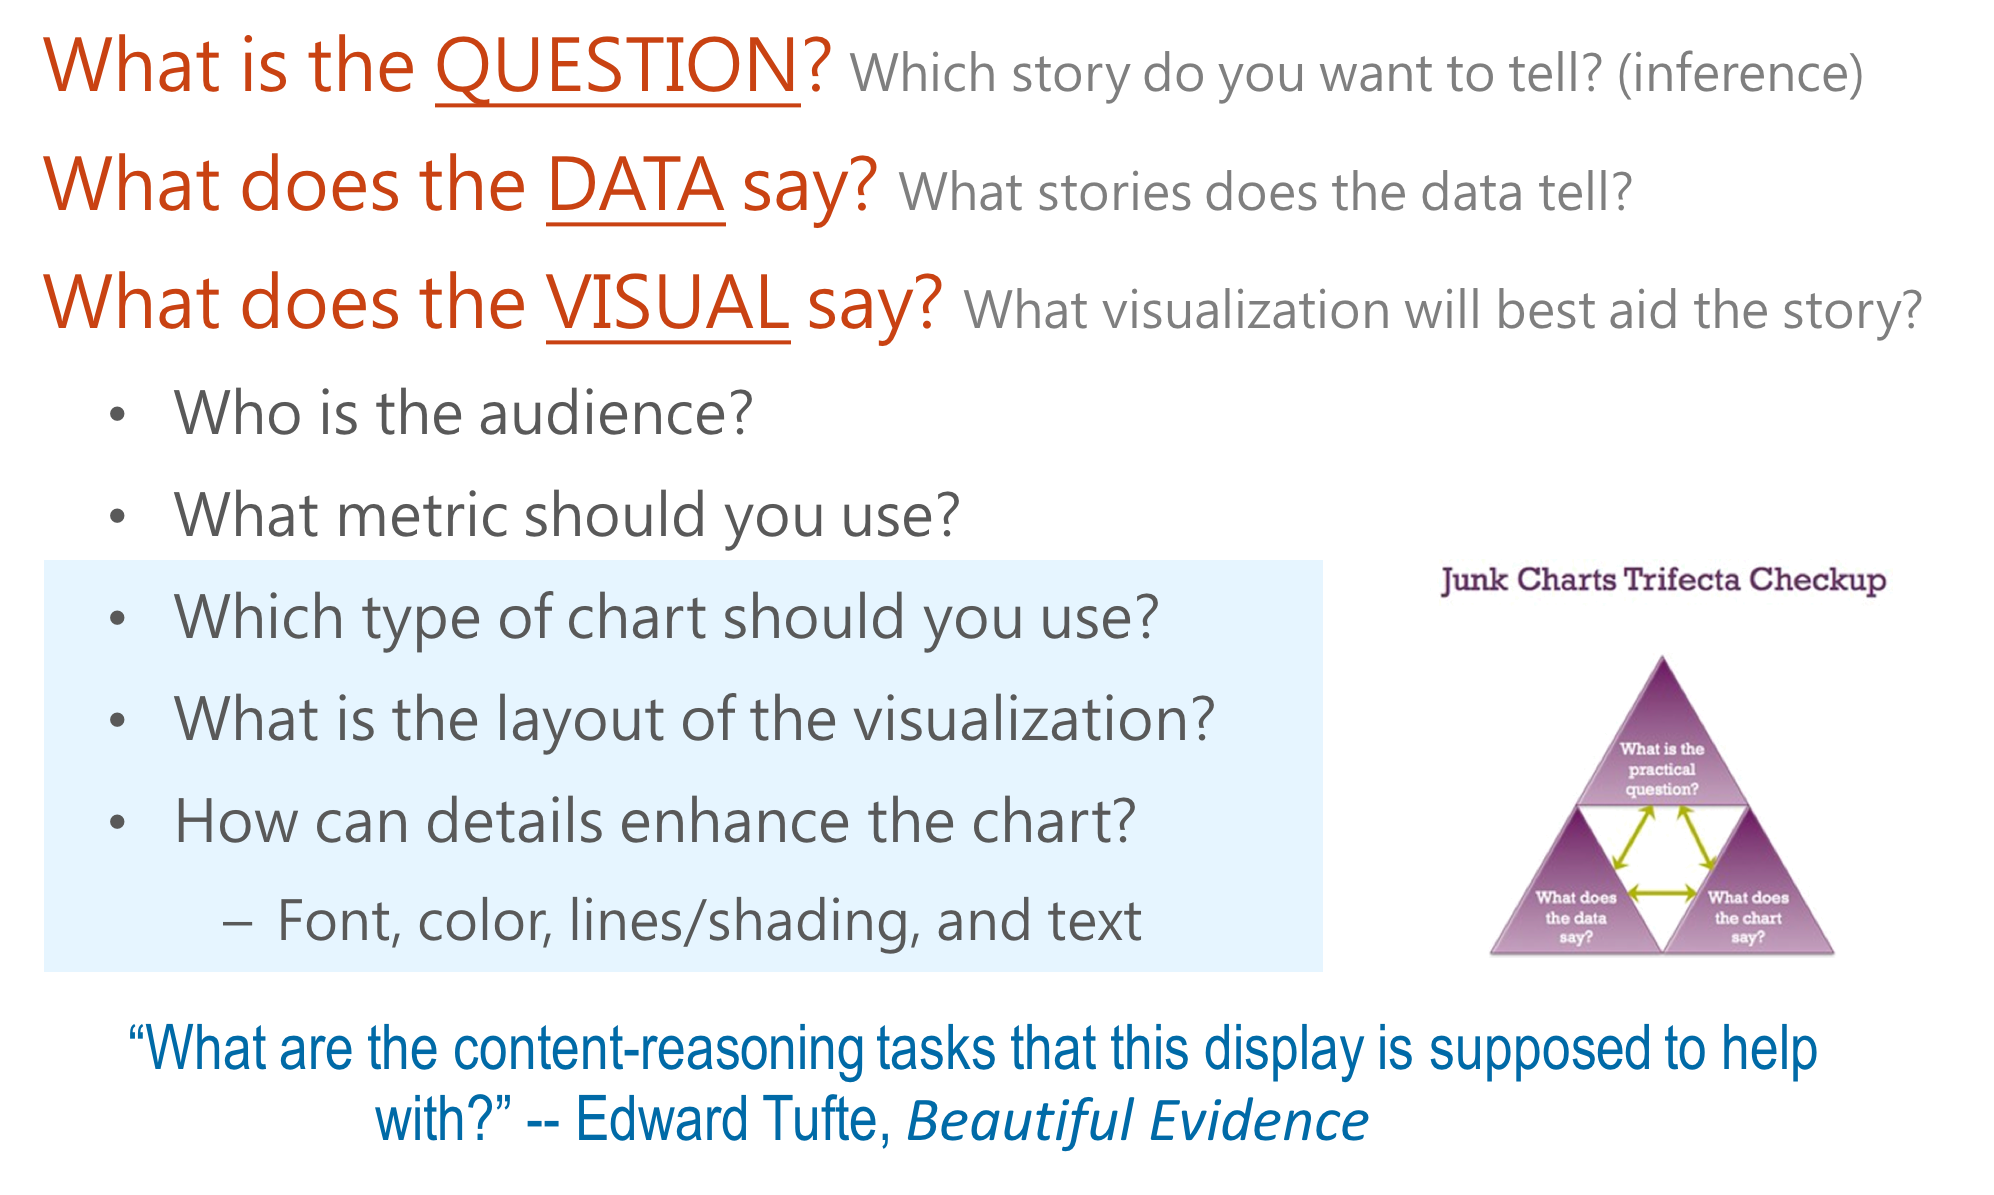 What is the QUESTION? Which story do you want to tell? (inference)
What does the DATA say? What stories does the data tell?
What does the VISUAL say? What visualization will best aid the story?
• Who is the audience?
• What metric should you use?
• Which type of chart should you use?
• What is the layout of the visualization?
• How can details enhance the chart?
– Font, color, lines/shading, and text
Junk Charts Trifecta Checkup
What is the
practical
question?
What does
the data
say?
What does
the chart
say?
“What are the content-reasoning tasks that this display is supposed to help
with?” -- Edward Tufte, Beautiful Evidence